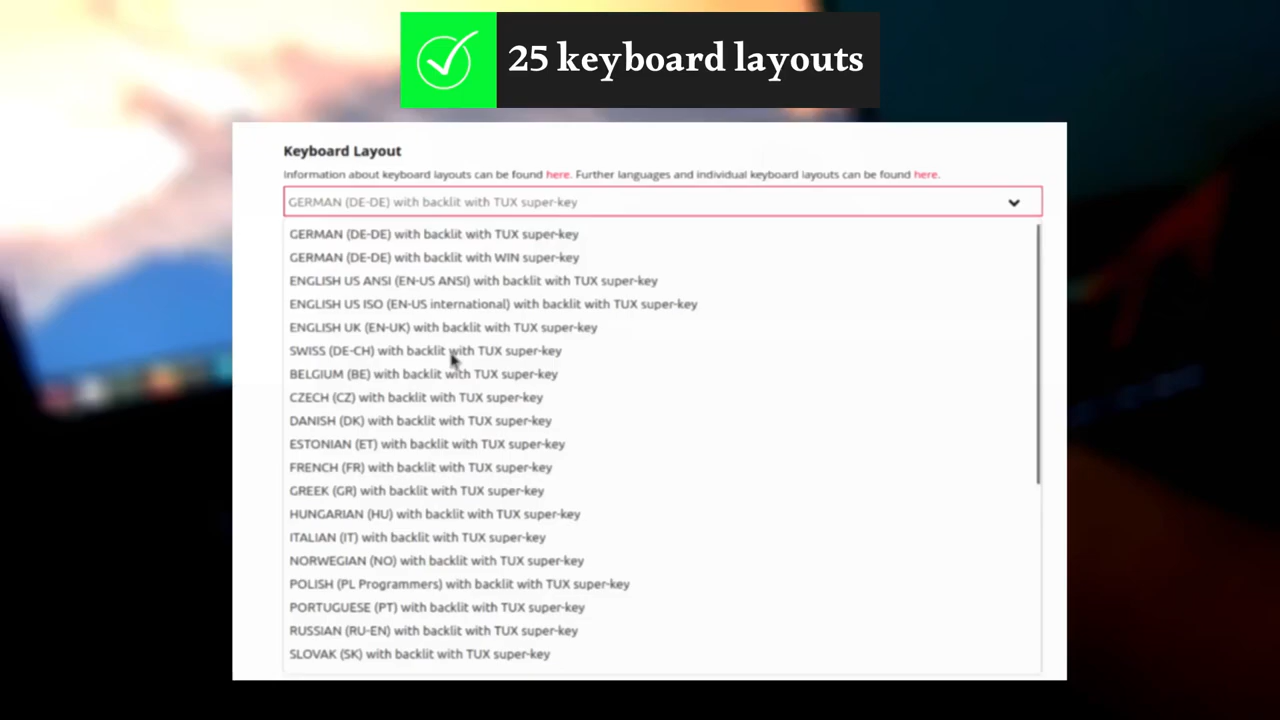 25 keyboard layouts
Keyboard Layout
Information about keyboard layouts can be found here. Further languages and individual keyboard layouts can be found here.
GERMAN (DE-DE) with backlit with TUX super-key
GERMAN (DE-DE) with backlit with TUX super-key
GERMAN (DE-DE) with backlit with WIN super-key
ENGLISH US ANSI (EN-US ANSI) with backlit with TUX super-key
ENGLISH US ISO (EN-US international) with backlit with TUX super-key
ENGLISH UK (EN-UK) with backlit with TUX super-key
SWISS (DE-CH) with backlit with TUX super-key
BELGIUM (BE) with backlit with TUX super-key
CZECH (CZ) with backlit with TUX super-key
DANISH (DK) with backlit with TUX super-key
ESTONIAN (ET) with backlit with TUX super-key
FRENCH (FR) with backlit with TUX super-key
GREEK (GR) with backlit with TUX super-key
HUNGARIAN (HU) with backlit with TUX super-key
ITALIAN (IT) with backlit with TUX super-key
NORWEGIAN (NO) with backlit with TUX super-key
POLISH (PL Programmers) with backlit with TUX super-key
PORTUGUESE (PT) with backlit with TUX super-key
RUSSIAN (RU-EN) with backlit with TUX super-key
SLOVAK (SK) with backlit with TUX super-key